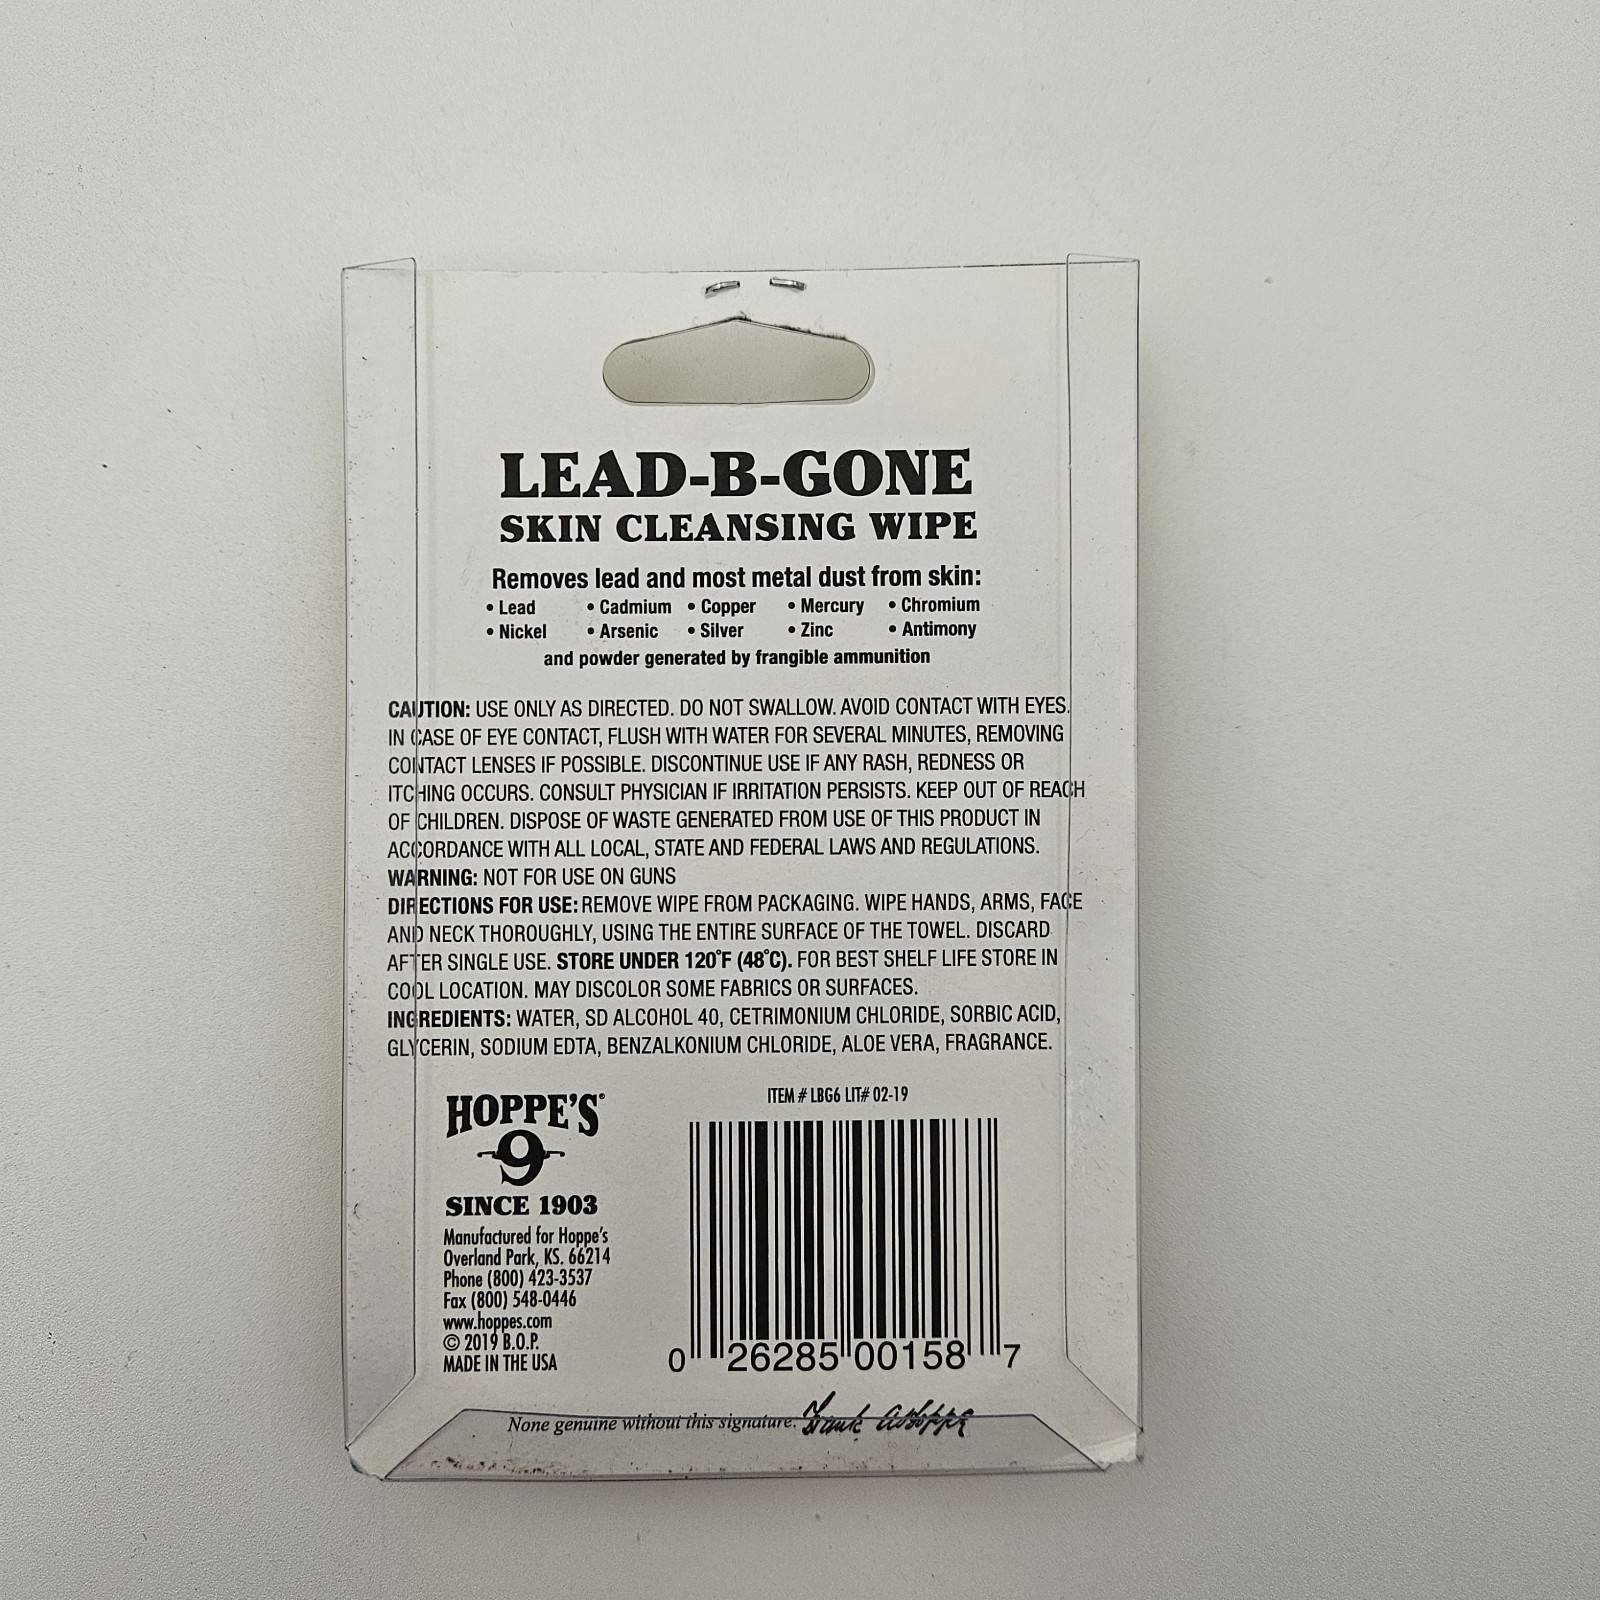 LEAD-B-GONE
SKIN CLEANSING WIPE
Removes lead and most metal dust from skin:
• Lead • Cadmium • Copper • Mercury • Chromium
• Nickel • Arsenic • Silver • Zinc • Antimony
and powder generated by frangible ammunition
CAUTION: USE ONLY AS DIRECTED. DO NOT SWALLOW. AVOID CONTACT WITH EYES.
IN CASE OF EYE CONTACT, FLUSH WITH WATER FOR SEVERAL MINUTES, REMOVING
CONTACT LENSES IF POSSIBLE. DISCONTINUE USE IF ANY RASH, REDNESS OR
ITCHING OCCURS. CONSULT PHYSICIAN IF IRRITATION PERSISTS. KEEP OUT OF REACH
OF CHILDREN. DISPOSE OF WASTE GENERATED FROM USE OF THIS PRODUCT IN
ACCORDANCE WITH ALL LOCAL, STATE AND FEDERAL LAWS AND REGULATIONS.
WARNING: NOT FOR USE ON GUNS
DIRECTIONS FOR USE: REMOVE WIPE FROM PACKAGING. WIPE HANDS, ARMS, FACE
AND NECK THOROUGHLY, USING THE ENTIRE SURFACE OF THE TOWEL. DISCARD
AFTER SINGLE USE. STORE UNDER 120°F (48°C). FOR BEST SHELF LIFE STORE IN
COOL LOCATION. MAY DISCOLOR SOME FABRICS OR SURFACES.
INGREDIENTS: WATER, SD ALCOHOL 40, CETRIMONIUM CHLORIDE, SORBIC ACID,
GLYCERIN, SODIUM EDTA, BENZALKONIUM CHLORIDE, ALOE VERA, FRAGRANCE.
HOPPE'S®
9
SINCE 1903
Manufactured for Hoppe's
Overland Park, KS. 66214
Phone (800) 423-3537
Fax (800) 548-0446
www.hoppes.com
© 2019 B.O.P.
MADE IN THE USA
ITEM # LBG6 LIT# 02-19
0 26285 00158 7
None genuine without this signature. Frank A Hoppe